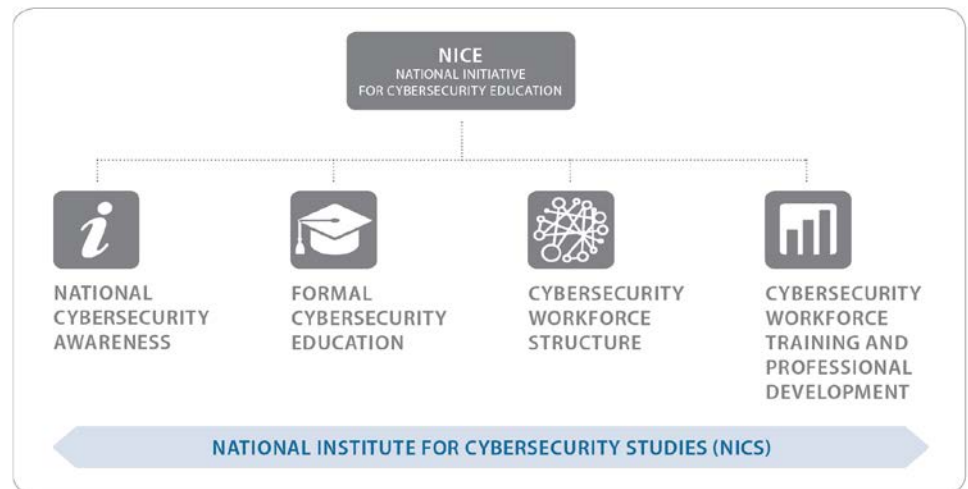 NICE
NATIONAL INITIATIVE
FOR CYBERSECURITY EDUCATION
NATIONAL
CYBERSECURITY
AWARENESS
FORMAL
CYBERSECURITY
EDUCATION
CYBERSECURITY
WORKFORCE
STRUCTURE
CYBERSECURITY
WORKFORCE
TRAINING AND
PROFESSIONAL
DEVELOPMENT
NATIONAL INSTITUTE FOR CYBERSECURITY STUDIES (NICS)